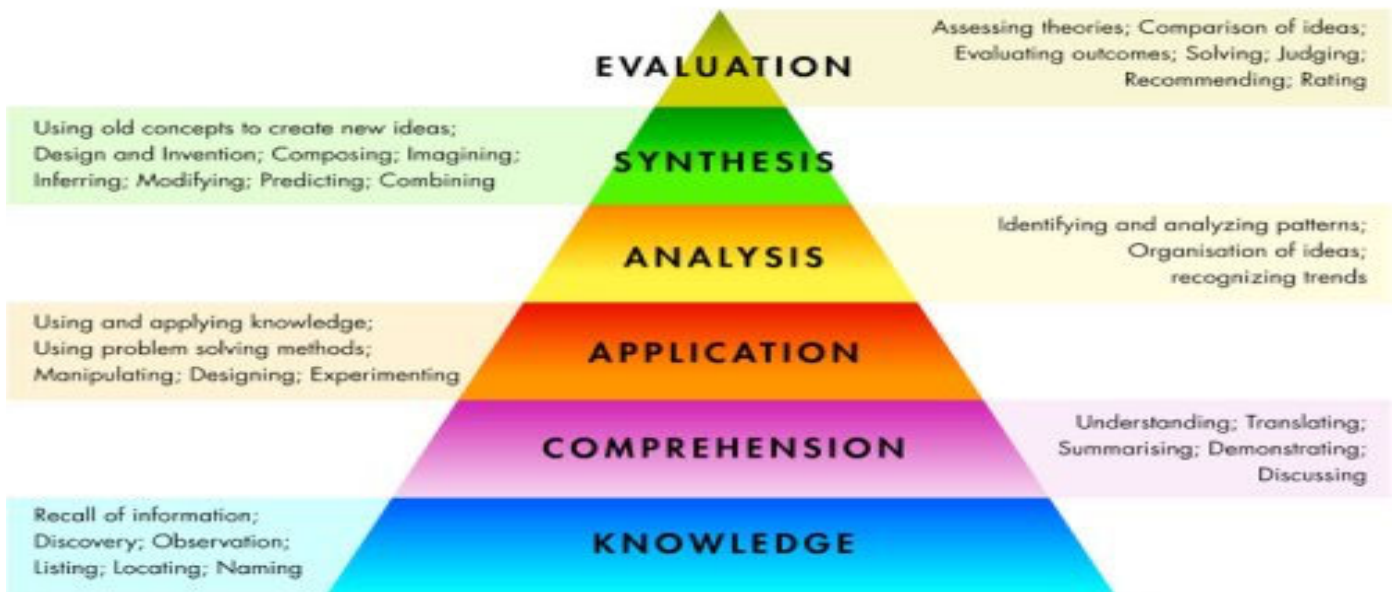 EVALUATION
Assessing theories; Comparison of ideas;
Evaluating outcomes; Solving; Judging;
Recommending; Rating
Using old concepts to create new ideas;
Design and Invention; Composing; Imagining;
Inferring; Modifying; Predicting; Combining
SYNTHESIS
ANALYSIS
Identifying and analyzing patterns;
Organisation of ideas;
recognizing trends
Using and applying knowledge;
Using problem solving methods;
Manipulating; Designing; Experimenting
APPLICATION
COMPREHENSION
Understanding; Translating;
Summarising; Demonstrating;
Discussing
Recall of information;
Discovery; Observation;
Listing; Locating; Naming
KNOWLEDGE